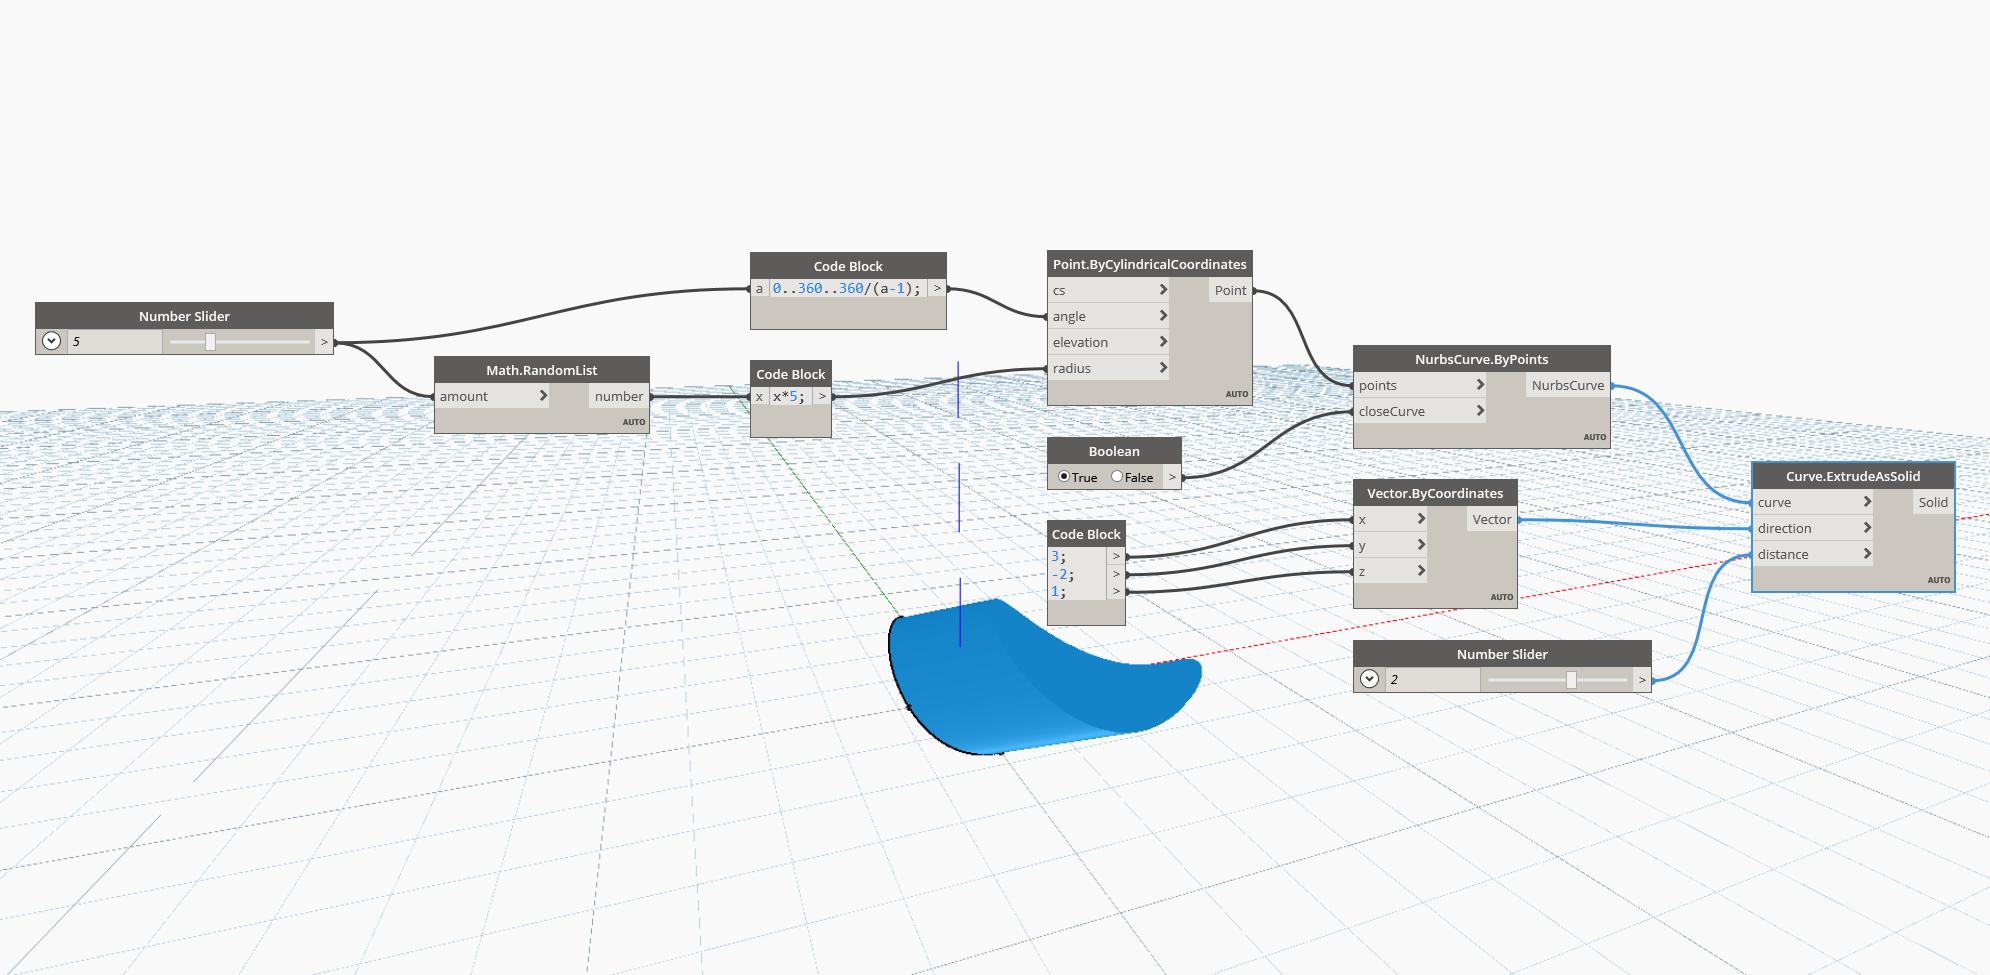 Number Slider
5
>
Math.RandomList
amount
number
AUTO
Code Block
a 0..360..360/(a-1); >
Code Block
x x*5; >
Point.ByCylindricalCoordinates
cs
Point
angle
elevation
radius
AUTO
Boolean
True False >
Code Block
3; >
-2; >
1; >
NurbsCurve.ByPoints
points
NurbsCurve
closeCurve
AUTO
Vector.ByCoordinates
x
Vector
y
z
AUTO
Number Slider
2
>
Curve.ExtrudeAsSolid
curve
Solid
direction
distance
AUTO